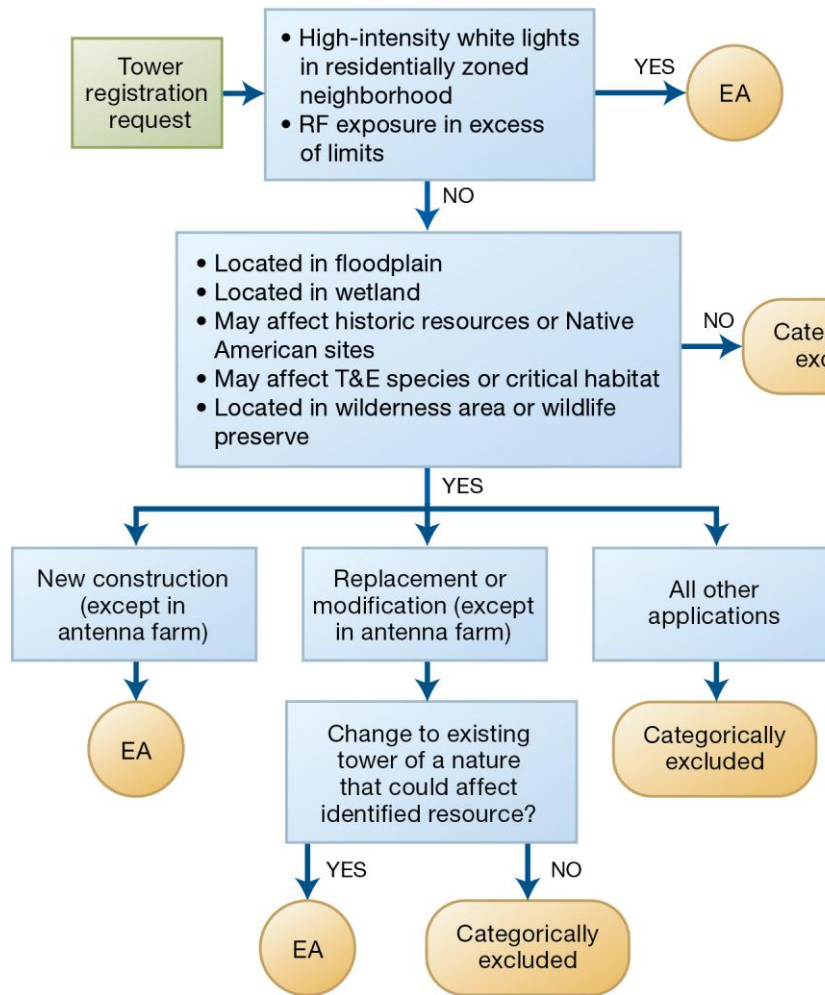 Tower
registration
request
• High-intensity white lights
in residentially zoned
neighborhood
• RF exposure in excess
of limits
YES
EA
NO
• Located in floodplain
• Located in wetland
• May affect historic resources or Native
American sites
• May affect T&E species or critical habitat
• Located in wilderness area or wildlife
preserve
NO
YES
New construction
(except in
antenna farm)
Replacement or
modification (except
in antenna farm)
All other
applications
EA
Change to existing
tower of a nature
that could affect
identified resource?
Categorically
excluded
YES
NO
EA
Categorically
excluded